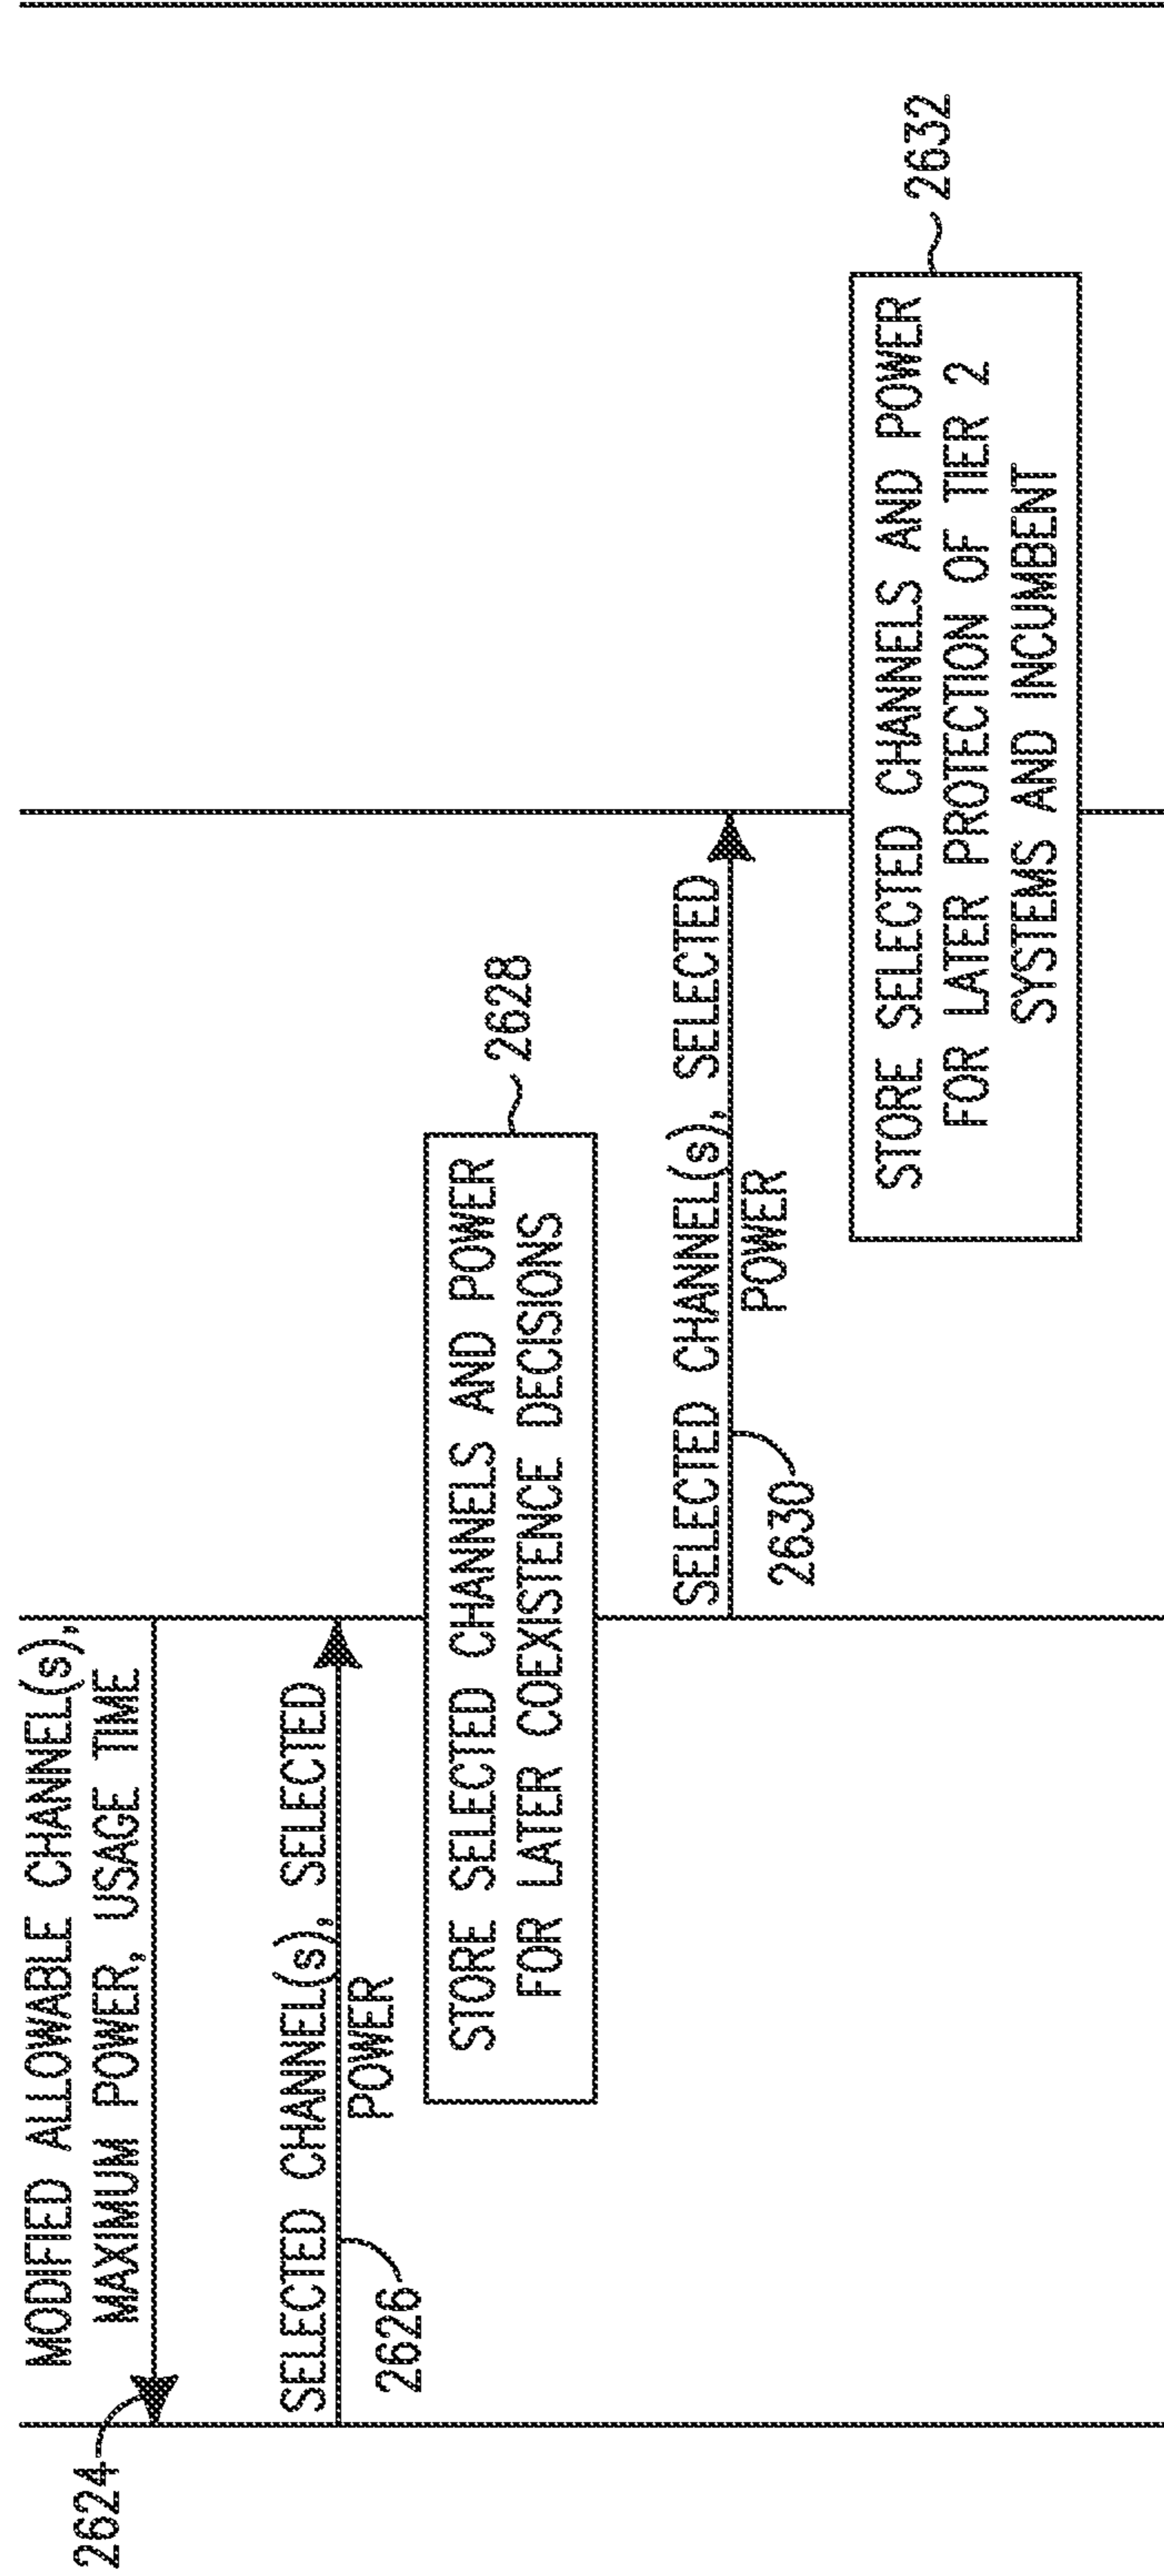 2624
MODIFIED ALLOWABLE CHANNEL(s),
MAXIMUM POWER, USAGE TIME
SELECTED CHANNEL(s), SELECTED
POWER
2626
STORE SELECTED CHANNELS AND POWER
FOR LATER COEXISTENCE DECISIONS
2628
SELECTED CHANNEL(s), SELECTED
POWER
2630
STORE SELECTED CHANNELS AND POWER
FOR LATER PROTECTION OF TIER 2
SYSTEMS AND INCUMBENT
2632